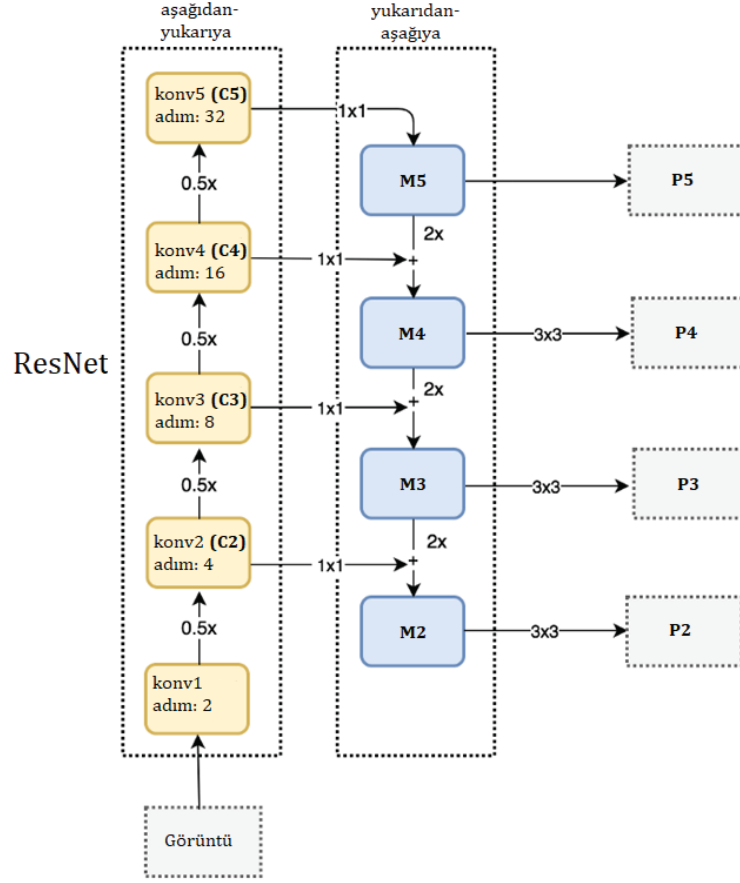 aşağıdan-
yukarıya
yukarıdan-
aşağıya
konv5 (C5)
adım: 32
1x1
M5
P5
0.5x
2x
konv4 (C4)
adım: 16
1x1
+
M4
3x3
P4
0.5x
2x
ResNet
konv3 (C3)
adım: 8
1x1
+
M3
3x3
P3
0.5x
2x
konv2 (C2)
adım: 4
1x1
+
M2
3x3
P2
0.5x
konv1
adım: 2
Görüntü